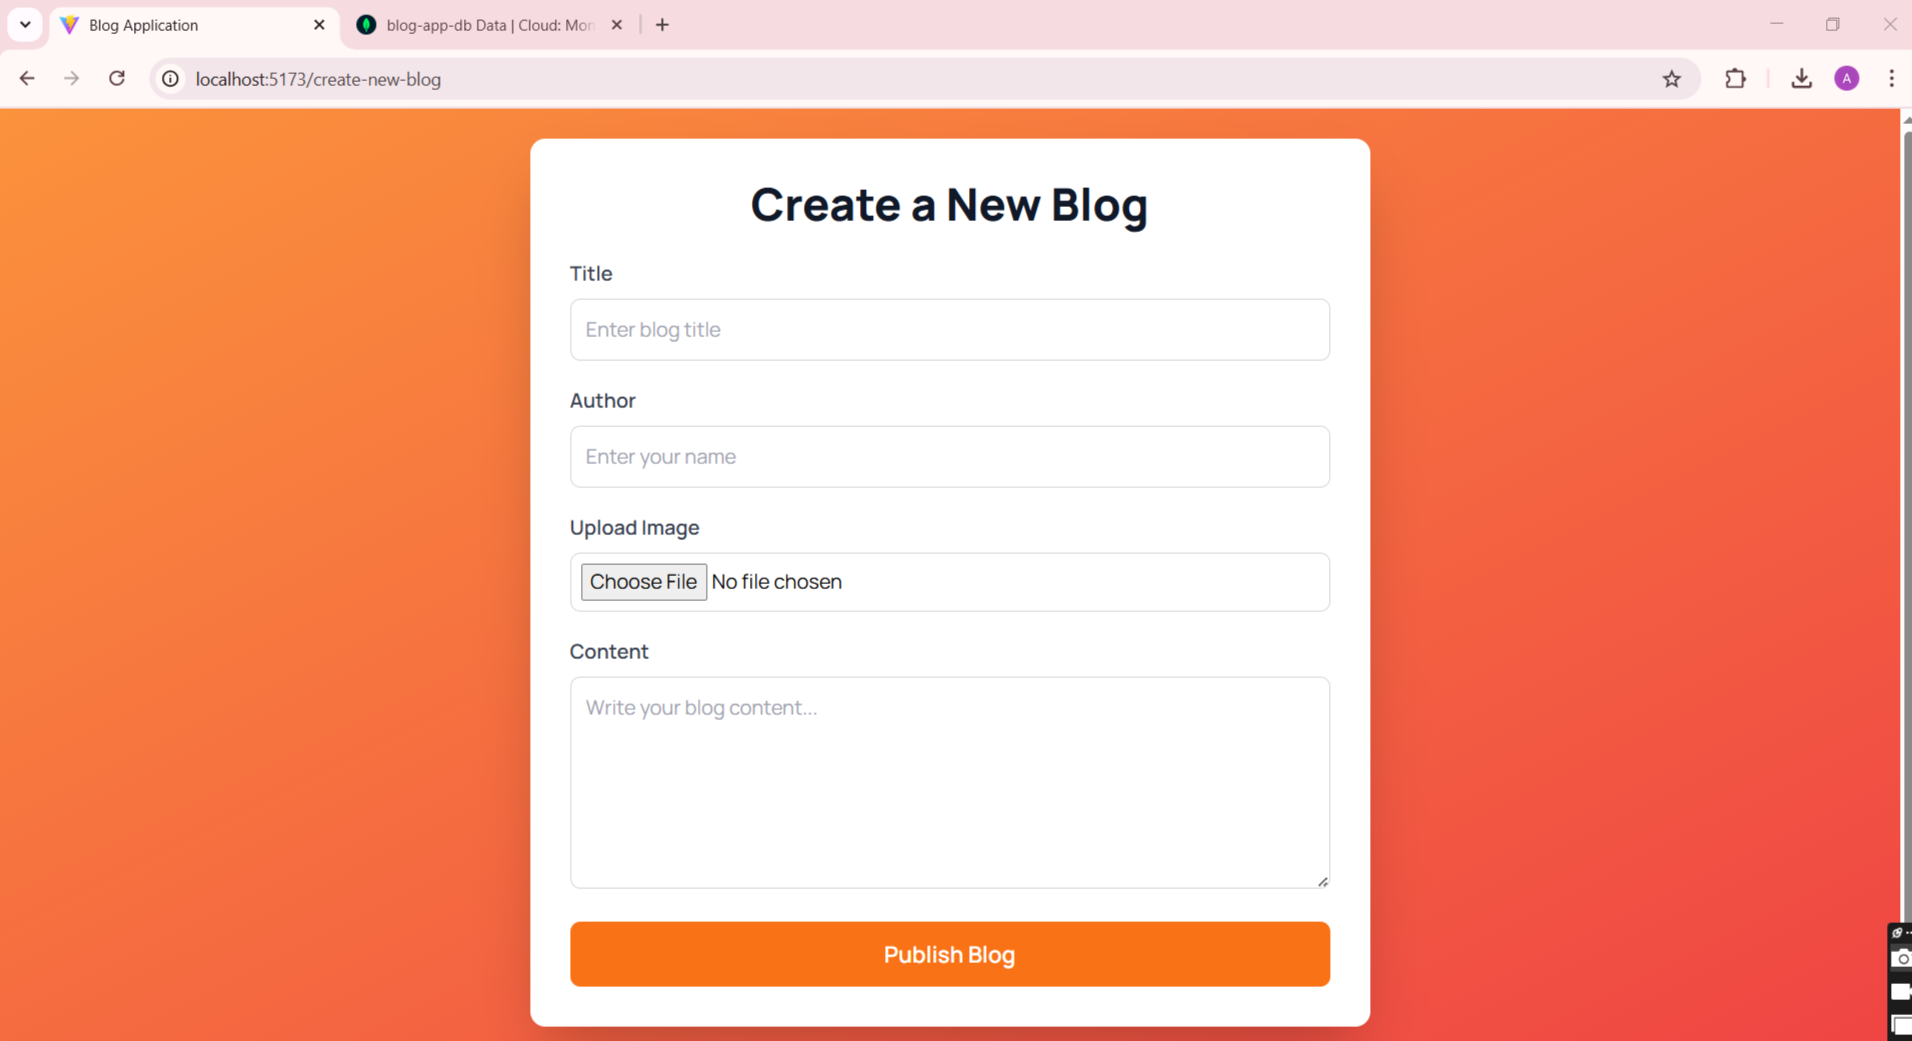 Blog Application
blog-app-db Data | Cloud: Mon
localhost:5173/create-new-blog
A
Create a New Blog
Title
Enter blog title
Author
Enter your name
Upload Image
Choose File No file chosen
Content
Write your blog content...
Publish Blog